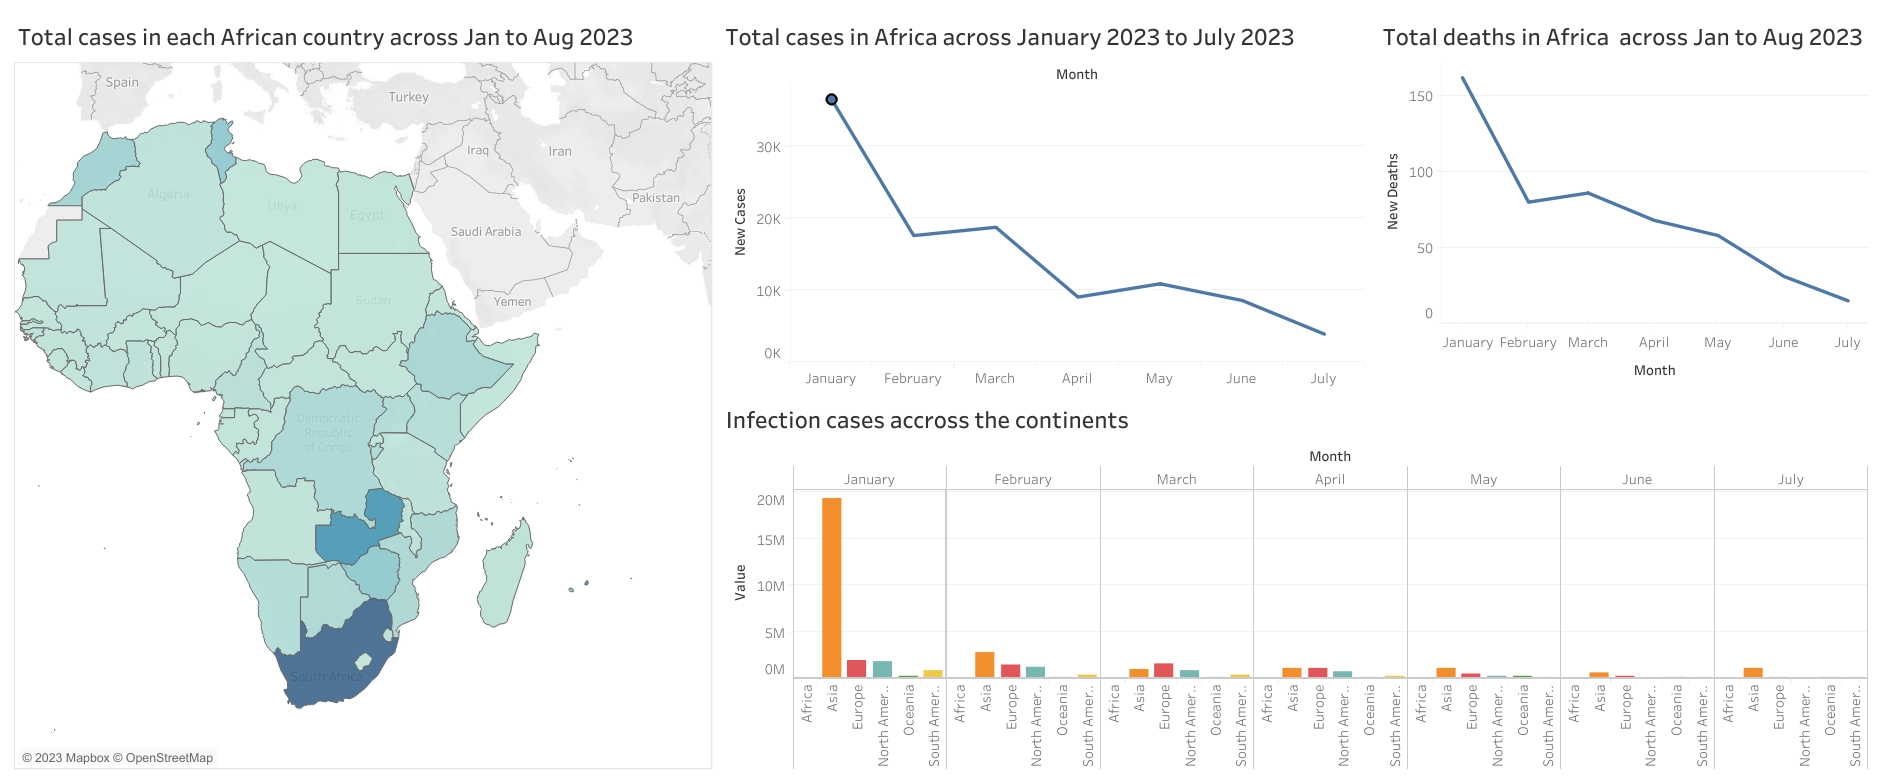 Total cases in each African country across Jan to Aug 2023
Spain
Turkey
Iraq
Iran
Pakistan
Algeria
Libya
Egypt
Saudi Arabia
Yemen
Sudan
Democratic
Republic
of Congo
South Africa
© 2023 Mapbox © OpenStreetMap
Total cases in Africa across January 2023 to July 2023
Month
New Cases
30K
20K
10K
0K
January February March April May June July
Total deaths in Africa across Jan to Aug 2023
New Deaths
150
100
50
0
January February March April May June July
Month
Infection cases accross the continents
Month
January February March April May June July
Value
20M
15M
10M
5M
0M
Africa Asia Europe North Amer.. Oceania South Amer..
Africa Asia Europe North Amer.. Oceania South Amer..
Africa Asia Europe North Amer.. Oceania South Amer..
Africa Asia Europe North Amer.. Oceania South Amer..
Africa Asia Europe North Amer.. Oceania South Amer..
Africa Asia Europe North Amer.. Oceania South Amer..
Africa Asia Europe North Amer.. Oceania South Amer..